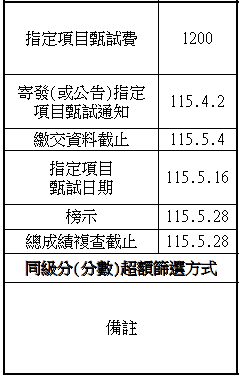 指定項目甄試費 1200
寄發(或公告)指定
項目甄試通知 115.4.2
繳交資料截止 115.5.4
指定項目
甄試日期 115.5.16
榜示 115.5.28
總成績複查截止 115.5.28
同級分(分數)超額篩選方式
備註